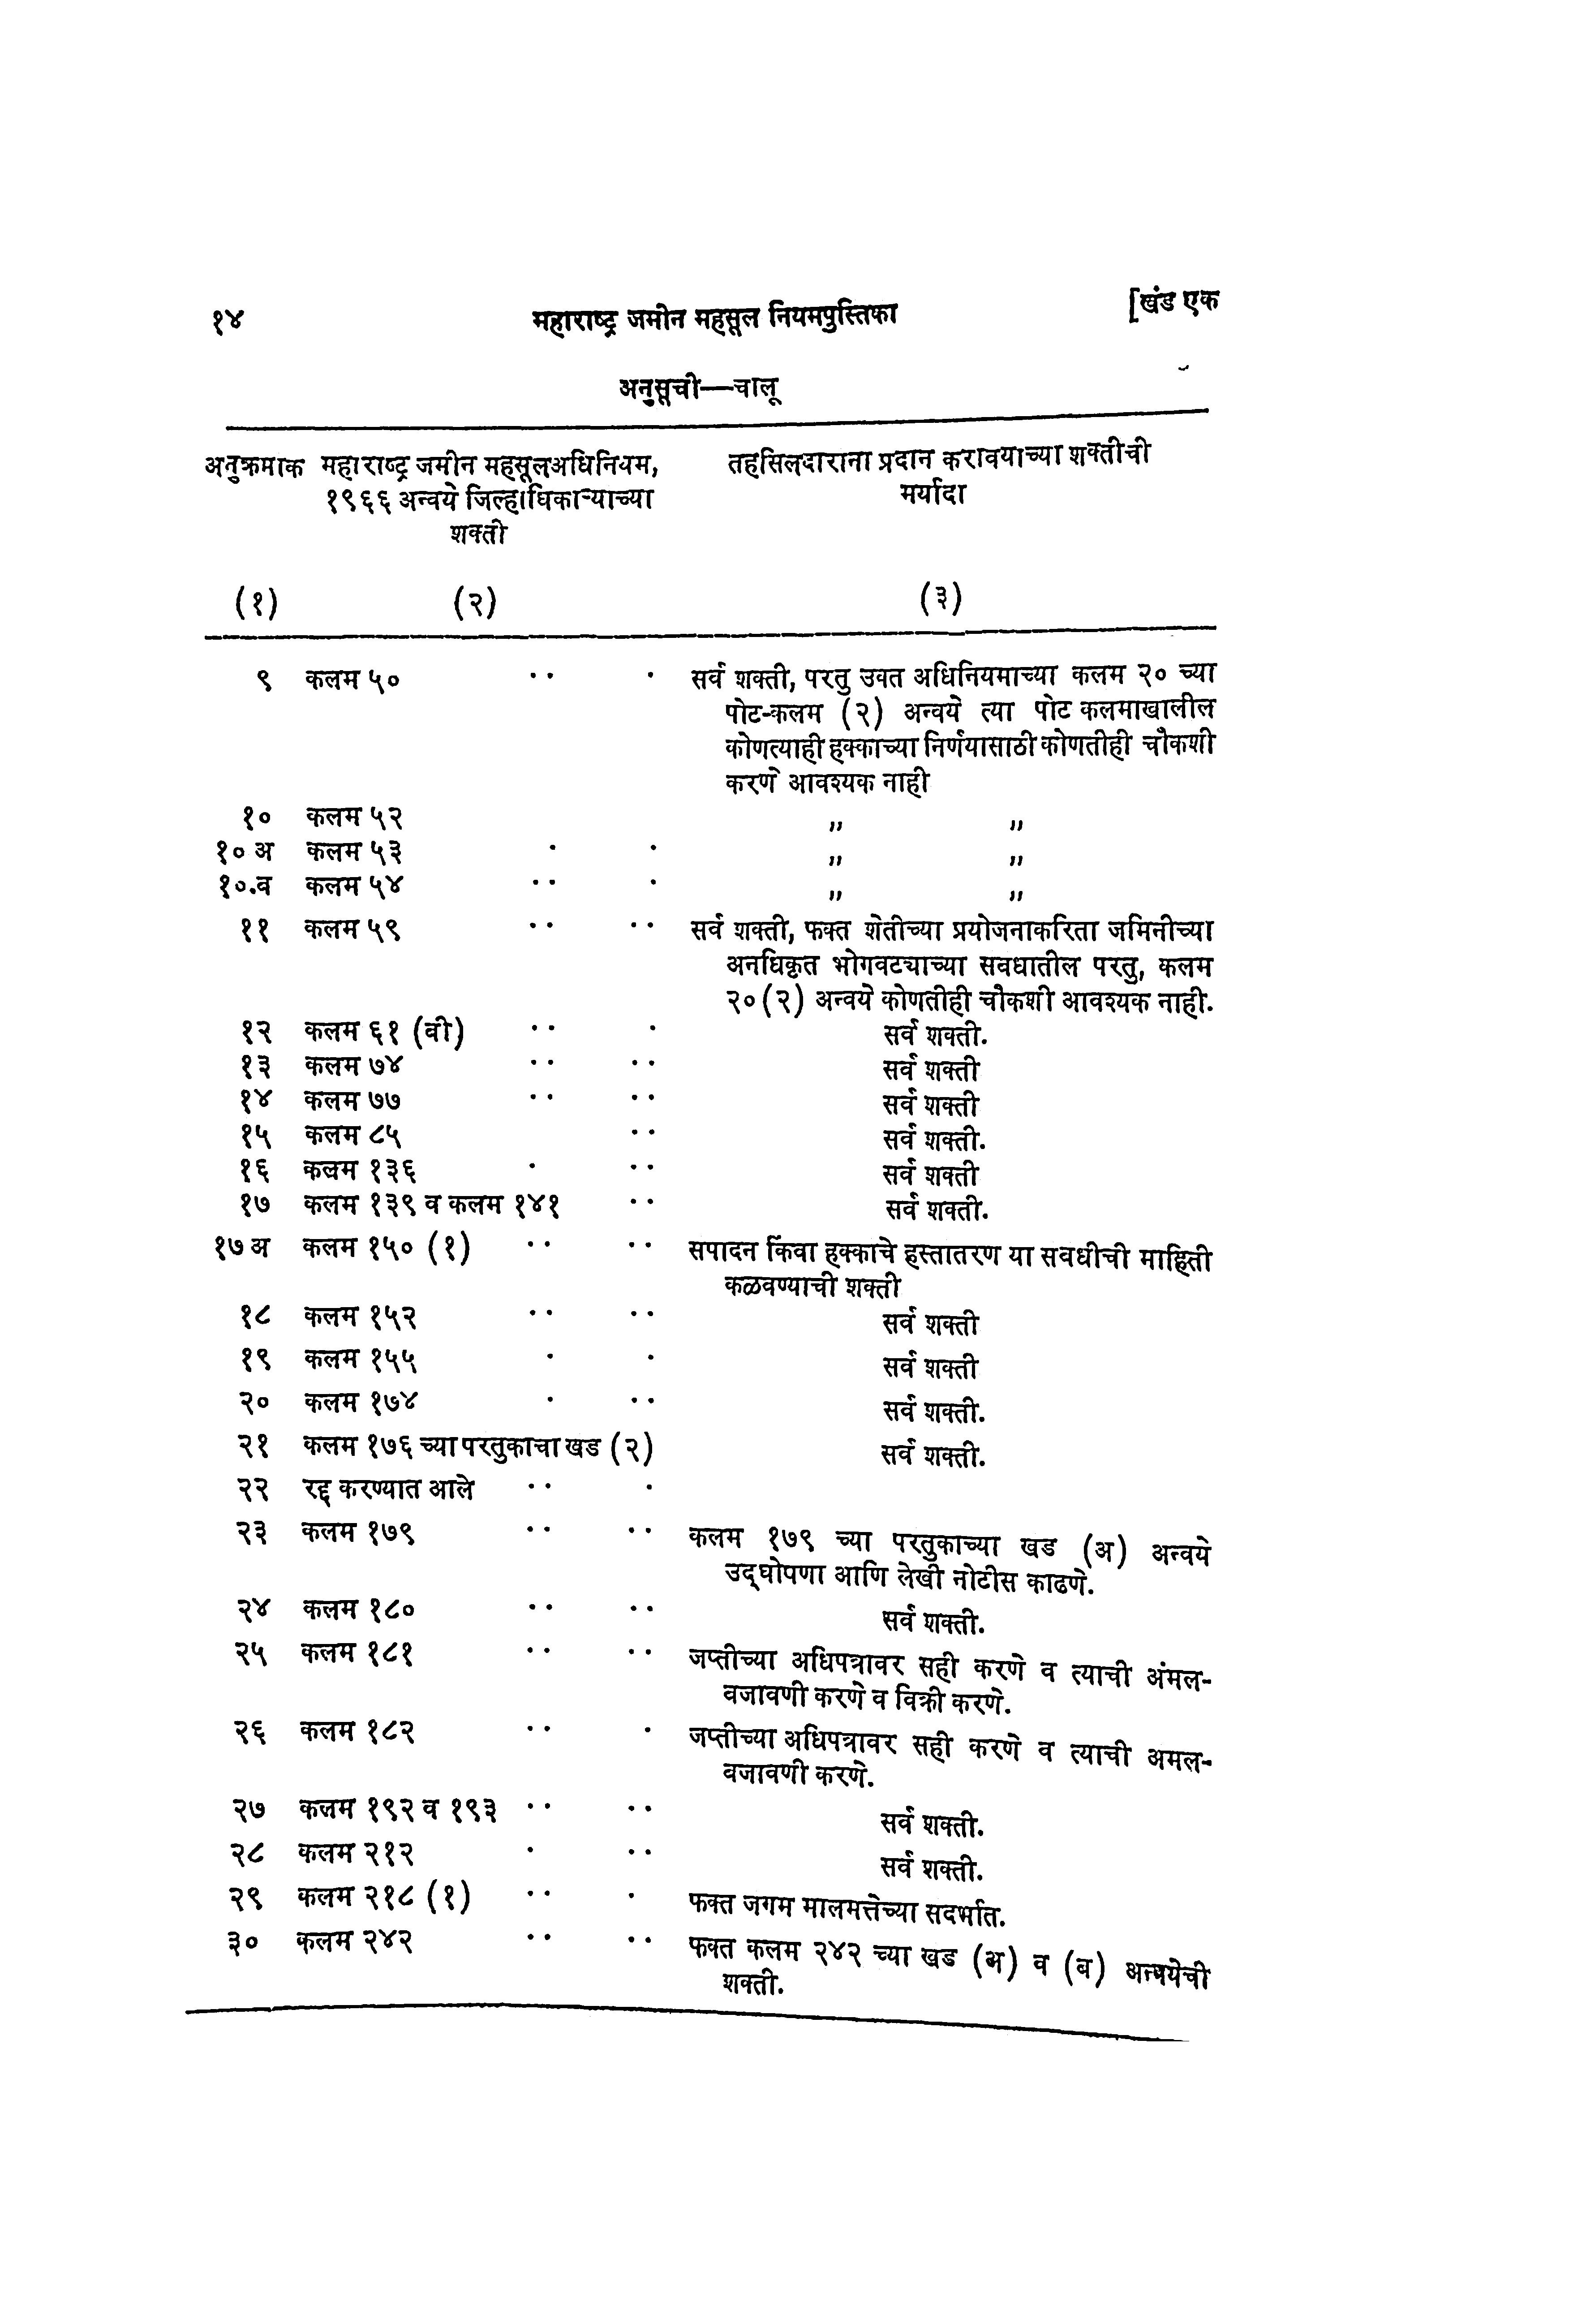 १४ महाराष्ट्र जमीन महसूल नियमपुस्तिका [खंड एक
अनुसूची—चालू
अनुक्रमाक महाराष्ट्र जमीन महसूलअधिनियम, तहसिलदाराना प्रदान करावयाच्या शक्तीची
१९६६ अन्वये जिल्हाधिकाऱ्याच्या मर्यादा
शक्ती
(१) (२) (३)
९ कलम ५० .. . सर्व शक्ती, परतु उक्त अधिनियमाच्या कलम २० च्या
पोट-कलम (२) अन्वये त्या पोट कलमाखालील
कोणत्याही हक्काच्या निर्णयासाठी कोणतीही चौकशी
करणे आवश्यक नाही
१० कलम ५२ ,, ,,
१० अ कलम ५३ . . ,, ,,
१०.व कलम ५४ .. . ,, ,,
११ कलम ५९ .. .. सर्व शक्ती, फक्त शेतीच्या प्रयोजनाकरिता जमिनीच्या
अनधिकृत भोगवट्याच्या सवधातील परतु, कलम
२०(२) अन्वये कोणतीही चौकशी आवश्यक नाही.
१२ कलम ६१ (वी) .. . सर्व शक्ती.
१३ कलम ७४ .. .. सर्व शक्ती
१४ कलम ७७ .. .. सर्व शक्ती
१५ कलम ८५ .. सर्व शक्ती.
१६ कलम १३६ . .. सर्व शक्ती
१७ कलम १३९ व कलम १४१ .. सर्व शक्ती.
१७ अ कलम १५० (१) .. .. सपादन किंवा हक्काचे हस्तातरण या सवधीची माहिती
कळवण्याची शक्ती
१८ कलम १५२ .. .. सर्व शक्ती
१९ कलम १५५ . . सर्व शक्ती
२० कलम १७४ . .. सर्व शक्ती.
२१ कलम १७६ च्या परतुकाचा खड (२) सर्व शक्ती.
२२ रद्द करण्यात आले .. .
२३ कलम १७९ .. .. कलम १७९ च्या परतुकाच्या खड (अ) अन्वये
उद्घोपणा आणि लेखी नोटीस काढणे.
२४ कलम १८० .. .. सर्व शक्ती.
२५ कलम १८१ .. .. जप्तीच्या अधिपत्रावर सही करणे व त्याची अंमल-
वजावणी करणे व विक्री करणे.
२६ कलम १८२ .. . जप्तीच्या अधिपत्रावर सही करणे व त्याची अमल-
वजावणी करणे.
२७ कलम १९२ व १९३ .. .. सर्व शक्ती.
२८ कलम २१२ . .. सर्व शक्ती.
२९ कलम २१८ (१) .. . फक्त जगम मालमत्तेच्या सदर्भात.
३० कलम २४२ .. .. फक्त कलम २४२ च्या खड (अ) व (ब) अन्वयेची
शक्ती.